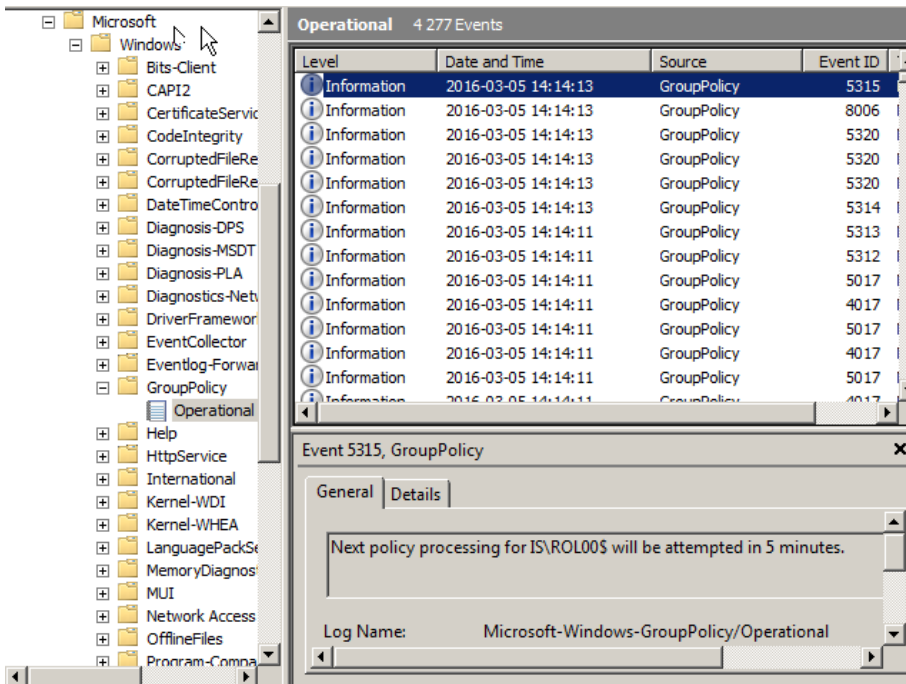 Microsoft
Windows
Bits-Client
CAPI2
CertificateServic
CodeIntegrity
CorruptedFileRe
CorruptedFileRe
DateTimeContro
Diagnosis-DPS
Diagnosis-MSDT
Diagnosis-PLA
Diagnostics-Netw
DriverFramewor
EventCollector
Eventlog-Forwar
GroupPolicy
Operational
Help
HttpService
International
Kernel-WDI
Kernel-WHEA
LanguagePackSe
MemoryDiagnos
MUI
Network Access
OfflineFiles
Program-Compa
Operational 4 277 Events
Level Date and Time Source Event ID
Information 2016-03-05 14:14:13 GroupPolicy 5315
Information 2016-03-05 14:14:13 GroupPolicy 8006
Information 2016-03-05 14:14:13 GroupPolicy 5320
Information 2016-03-05 14:14:13 GroupPolicy 5320
Information 2016-03-05 14:14:13 GroupPolicy 5320
Information 2016-03-05 14:14:13 GroupPolicy 5314
Information 2016-03-05 14:14:11 GroupPolicy 5313
Information 2016-03-05 14:14:11 GroupPolicy 5312
Information 2016-03-05 14:14:11 GroupPolicy 5017
Information 2016-03-05 14:14:11 GroupPolicy 4017
Information 2016-03-05 14:14:11 GroupPolicy 5017
Information 2016-03-05 14:14:11 GroupPolicy 4017
Information 2016-03-05 14:14:11 GroupPolicy 5017
Information 2016-03-05 14:14:11 GroupPolicy 4017
Event 5315, GroupPolicy
General Details
Next policy processing for IS\ROL00$ will be attempted in 5 minutes.
Log Name: Microsoft-Windows-GroupPolicy/Operational